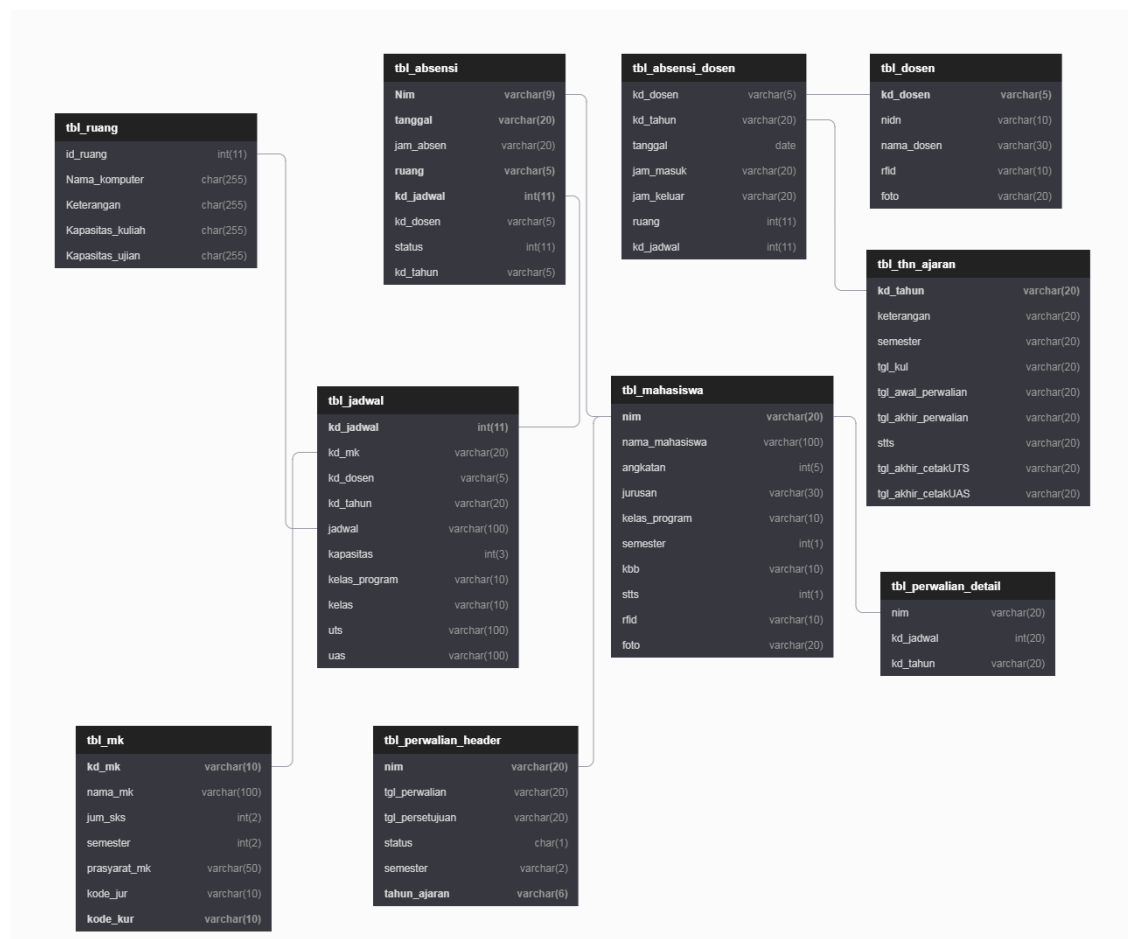 tbl_ruang
id_ruang int(11)
Nama_komputer char(255)
Keterangan char(255)
Kapasitas_kuliah char(255)
Kapasitas_ujian char(255)
tbl_absensi
Nim varchar(9)
tanggal varchar(20)
jam_absen varchar(20)
ruang varchar(5)
kd_jadwal int(11)
kd_dosen varchar(5)
status int(11)
kd_tahun varchar(5)
tbl_absensi_dosen
kd_dosen varchar(5)
kd_tahun varchar(20)
tanggal date
jam_masuk varchar(20)
jam_keluar varchar(20)
ruang int(11)
kd_jadwal int(11)
tbl_dosen
kd_dosen varchar(5)
nidn varchar(10)
nama_dosen varchar(30)
rfid varchar(10)
foto varchar(20)
tbl_thn_ajaran
kd_tahun varchar(20)
keterangan varchar(20)
semester varchar(20)
tgl_kul varchar(20)
tgl_awal_perwalian varchar(20)
tgl_akhir_perwalian varchar(20)
stts varchar(20)
tgl_akhir_cetakUTS varchar(20)
tgl_akhir_cetakUAS varchar(20)
tbl_jadwal
kd_jadwal int(11)
kd_mk varchar(20)
kd_dosen varchar(5)
kd_tahun varchar(20)
jadwal varchar(100)
kapasitas int(3)
kelas_program varchar(10)
kelas varchar(10)
uts varchar(100)
uas varchar(100)
tbl_mahasiswa
nim varchar(20)
nama_mahasiswa varchar(100)
angkatan int(5)
jurusan varchar(30)
kelas_program varchar(10)
semester int(1)
kbb varchar(10)
stts int(1)
rfid varchar(10)
foto varchar(20)
tbl_perwalian_detail
nim varchar(20)
kd_jadwal int(20)
kd_tahun varchar(20)
tbl_mk
kd_mk varchar(10)
nama_mk varchar(100)
jum_sks int(2)
semester int(2)
prasyarat_mk varchar(50)
kode_jur varchar(10)
kode_kur varchar(10)
tbl_perwalian_header
nim varchar(20)
tgl_perwalian varchar(20)
tgl_persetujuan varchar(20)
status char(1)
semester varchar(2)
tahun_ajaran varchar(6)